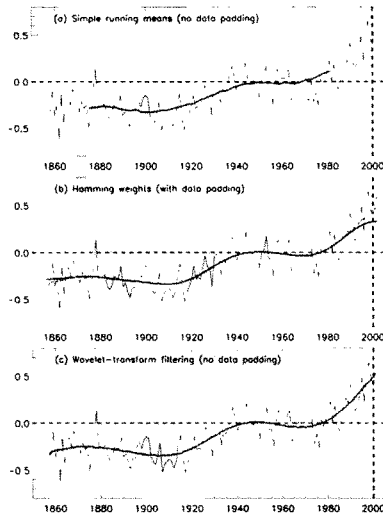 0.5
(a) Simple running means (no data padding)
0.0
-0.5
1860 1880 1900 1920 1940 1960 1980 2000
(b) Hamming weights (with data padding)
0.5
0.0
-0.5
1860 1880 1900 1920 1940 1960 1980 2000
(c) Wavelet-transform filtering (no data padding)
0.5
0.0
-0.5
1860 1880 1900 1920 1940 1960 1980 2000